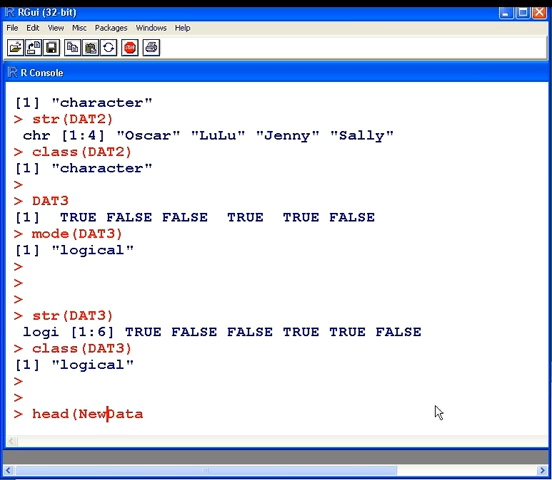 RGui (32-bit)
File Edit View Misc Packages Windows Help
STOP
R Console
[1] "character"
> str(DAT2)
chr [1:4] "Oscar" "LuLu" "Jenny" "Sally"
> class(DAT2)
[1] "character"
>
> DAT3
[1] TRUE FALSE FALSE TRUE TRUE FALSE
> mode(DAT3)
[1] "logical"
>
>
>
> str(DAT3)
logi [1:6] TRUE FALSE FALSE TRUE TRUE FALSE
> class(DAT3)
[1] "logical"
>
>
> head(NewData